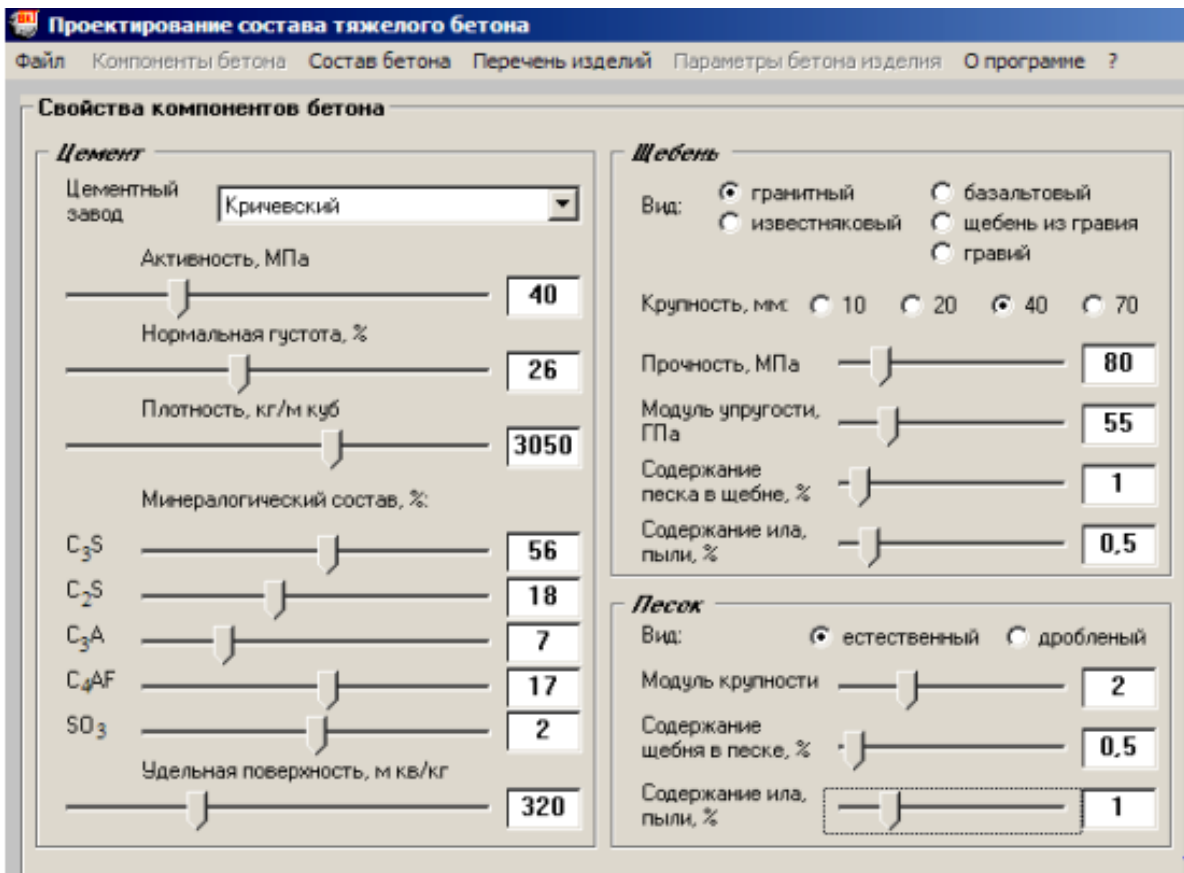 Проектирование состава тяжелого бетона
Файл Компоненты бетона Состав бетона Перечень изделий Параметры бетона изделия О программе ?
Свойства компонентов бетона
Цемент
Цементный
завод
Кричевский
Активность, МПа
40
Нормальная густота, %
26
Плотность, кг/м куб
3050
Минералогический состав, %:
C3S 56
C2S 18
C3A 7
C4AF 17
SO3 2
Удельная поверхность, м кв/кг
320
Щебень
Вид: гранитный базальтовый
известняковый щебень из гравия
гравий
Крупность, мм: 10 20 40 70
Прочность, МПа 80
Модуль упругости,
ГПа
55
Содержание
песка в щебне, %
1
Содержание ила,
пыли, %
0,5
Песок
Вид: естественный дробленый
Модуль крупности 2
Содержание
щебня в песке, %
0,5
Содержание ила,
пыли, %
1